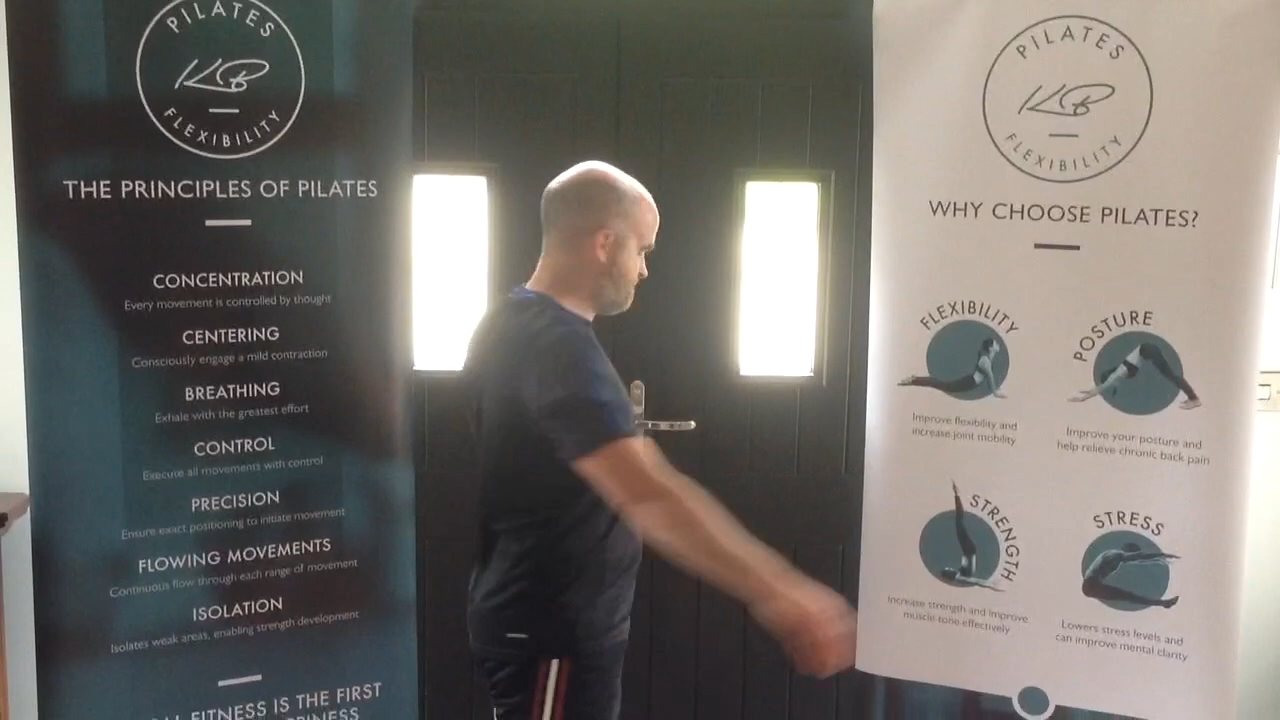 PILATES
KB
FLEXIBILITY
THE PRINCIPLES OF PILATES
CONCENTRATION
Every movement is controlled by thought
CENTERING
Consciously engage a mild contraction
BREATHING
Exhale with the greatest effort
CONTROL
Execute all movements with control
PRECISION
Ensure exact positioning to initiate movement
FLOWING MOVEMENTS
Continuous flow through each range of movement
ISOLATION
Isolates weak areas, enabling strength development
FITNESS IS THE FIRST
PILATES
KB
FLEXIBILITY
WHY CHOOSE PILATES?
FLEXIBILITY
Improve flexibility and
increase joint mobility
POSTURE
Improve your posture and
help relieve chronic back pain
STRENGTH
Increase strength and improve
muscle tone effectively
STRESS
Lowers stress levels and
can improve mental clarity